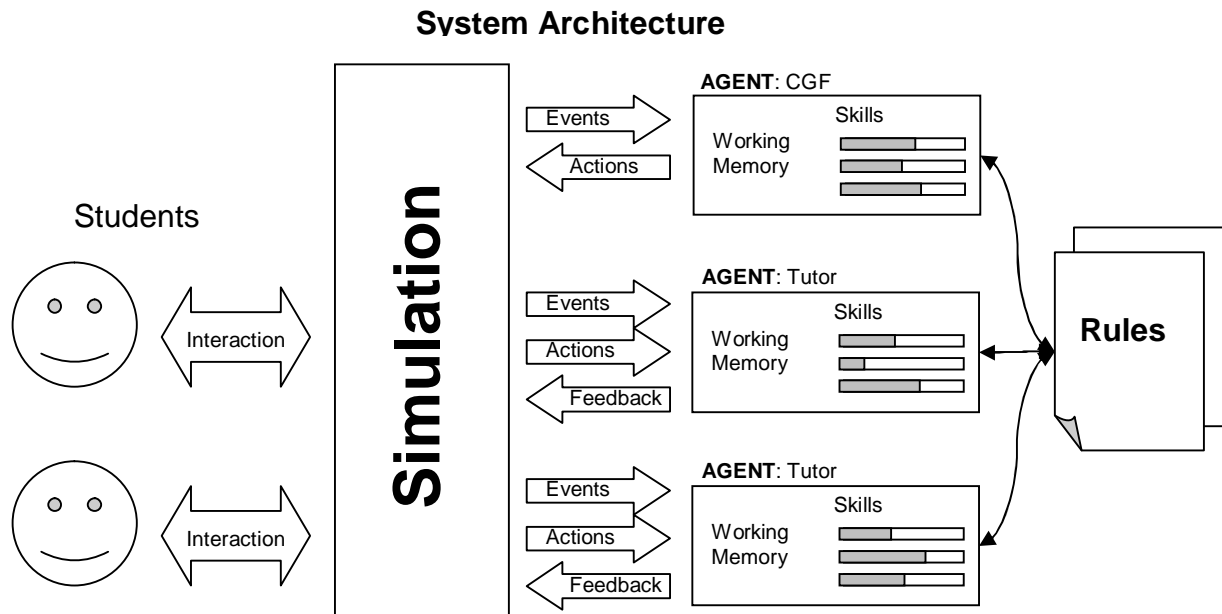 System Architecture
Students
Interaction
Interaction
Simulation
Events
Actions
AGENT: CGF
Skills
Working
Memory
Events
Actions
Feedback
AGENT: Tutor
Skills
Working
Memory
Events
Actions
Feedback
AGENT: Tutor
Skills
Working
Memory
Rules